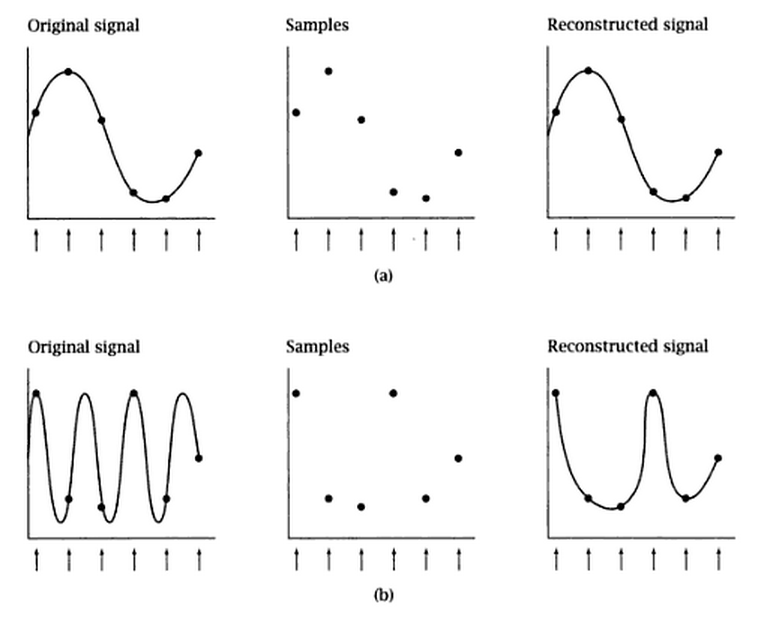 Original signal
Samples
Reconstructed signal
(a)
Original signal
Samples
Reconstructed signal
(b)